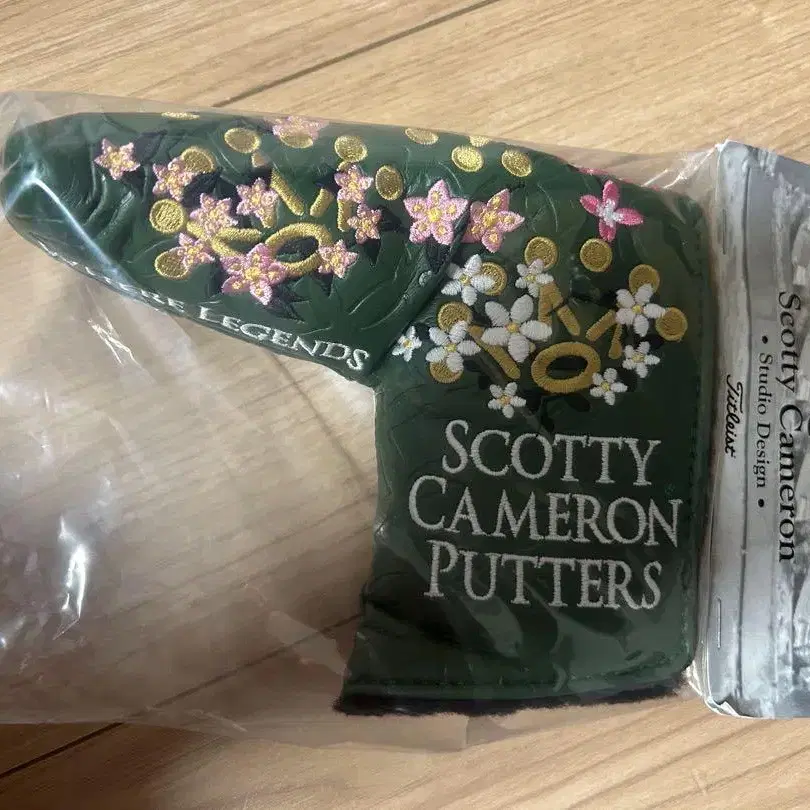 LEGENDS
SCOTTY
CAMERON
PUTTERS
Scotty Cameron
• Studio Design •
Titleist